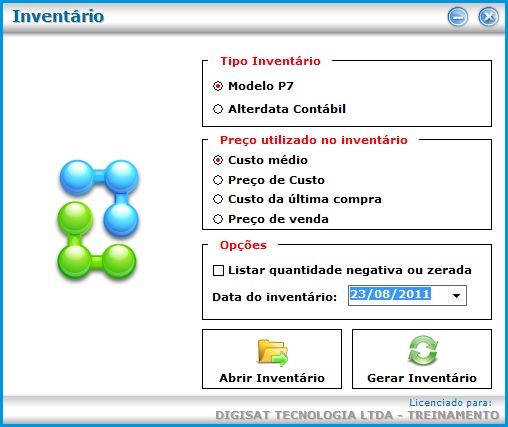 Inventário
Tipo Inventário
Modelo P7
Alterdata Contábil
Preço utilizado no inventário
Custo médio
Preço de Custo
Custo da última compra
Preço de venda
Opções
Listar quantidade negativa ou zerada
Data do inventário: 23/08/2011
Abrir Inventário Gerar Inventário
Licenciado para:
DIGISAT TECNOLOGIA LTDA - TREINAMENTO